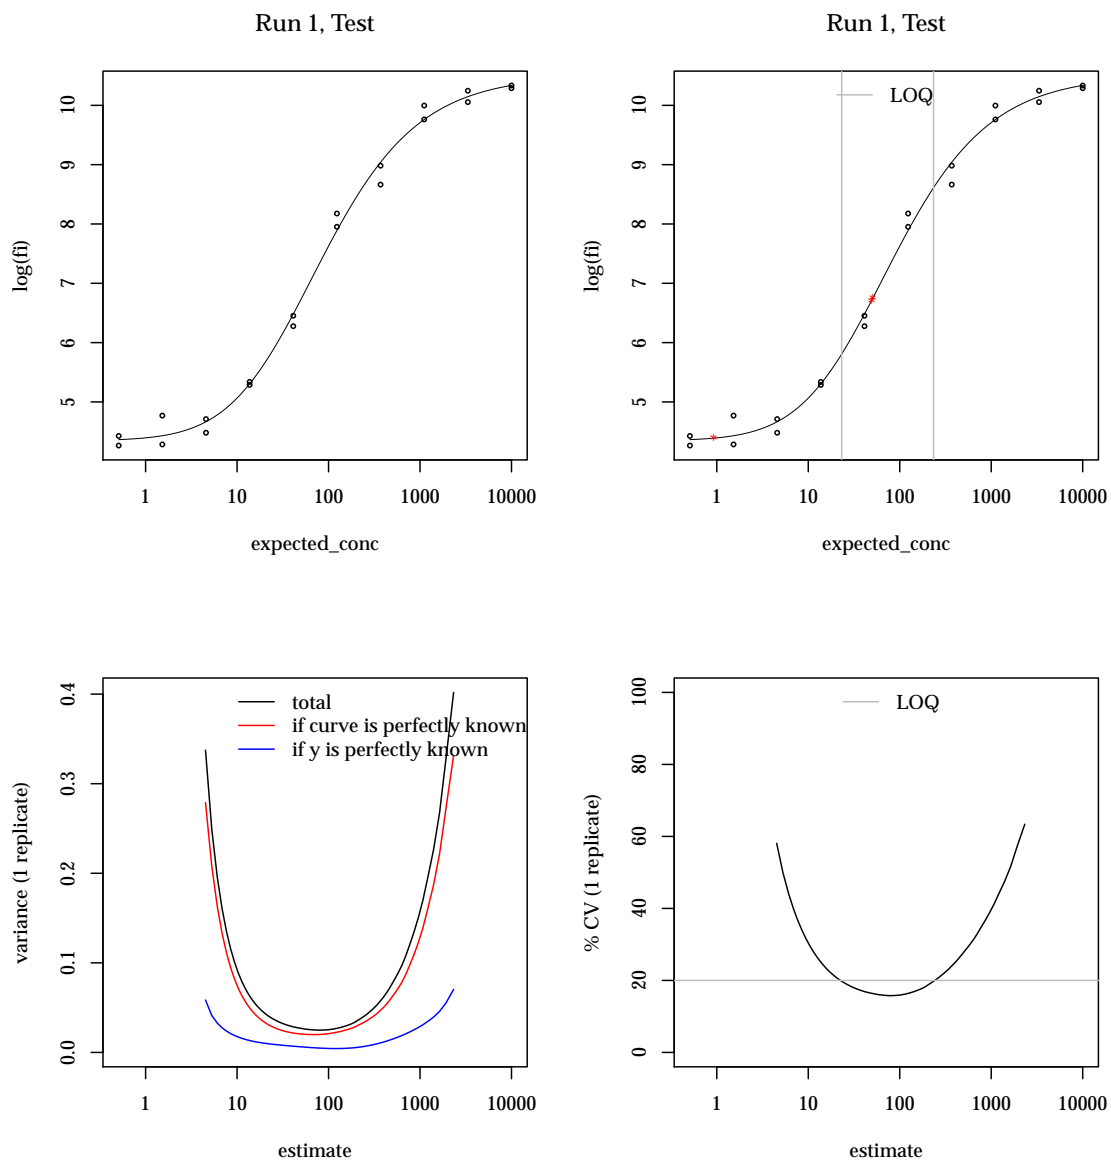 Run 1, Test
log(fi)
10
9
8
7
6
5
1 10 100 1000 10000
expected_conc
Run 1, Test
LOQ
log(fi)
10
9
8
7
6
5
1 10 100 1000 10000
expected_conc
total
if curve is perfectly known
if y is perfectly known
variance (1 replicate)
0.4
0.3
0.2
0.1
0.0
1 10 100 1000 10000
estimate
LOQ
% CV (1 replicate)
100
80
60
40
20
0
1 10 100 1000 10000
estimate